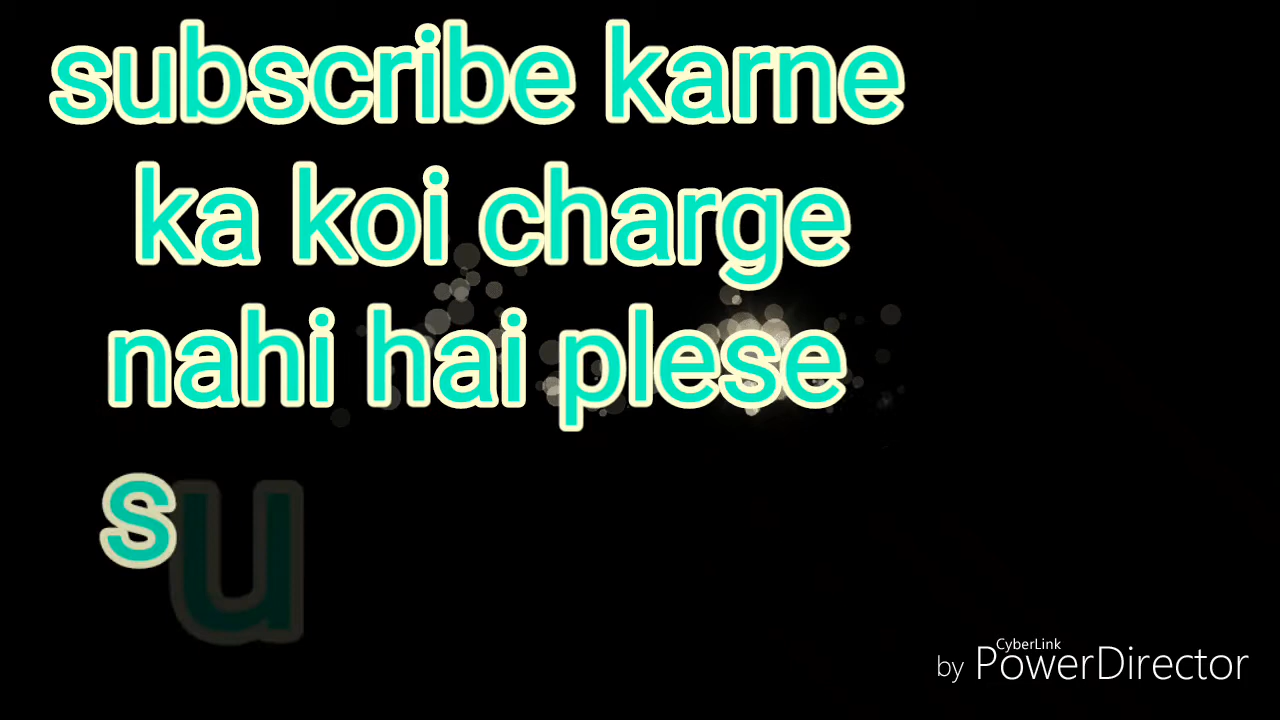 subscribe karne
ka koi charge
nahi hai plese
su
by CyberLink PowerDirector